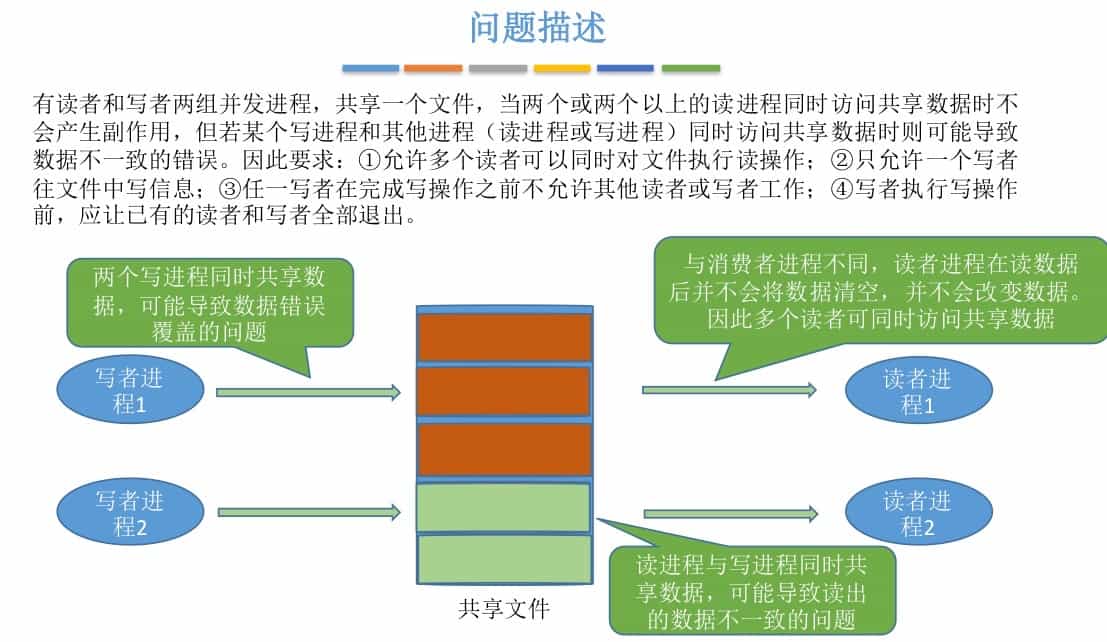 问题描述
有读者和写者两组并发进程，共享一个文件，当两个或两个以上的读进程同时访问共享数据时不
会产生副作用，但若某个写进程和其他进程（读进程或写进程）同时访问共享数据时则可能导致
数据不一致的错误。因此要求：①允许多个读者可以同时对文件执行读操作；②只允许一个写者
往文件中写信息；③任一写者在完成写操作之前不允许其他读者或写者工作；④写者执行写操作
前，应让已有的读者和写者全部退出。
两个写进程同时共享数
据，可能导致数据错误
覆盖的问题
与消费者进程不同，读者进程在读数据
后并不会将数据清空，并不会改变数据。
因此多个读者可同时访问共享数据
写者进
程1
读者进
程1
写者进
程2
读者进
程2
读进程与写进程同时共
享数据，可能导致读出
的数据不一致的问题
共享文件